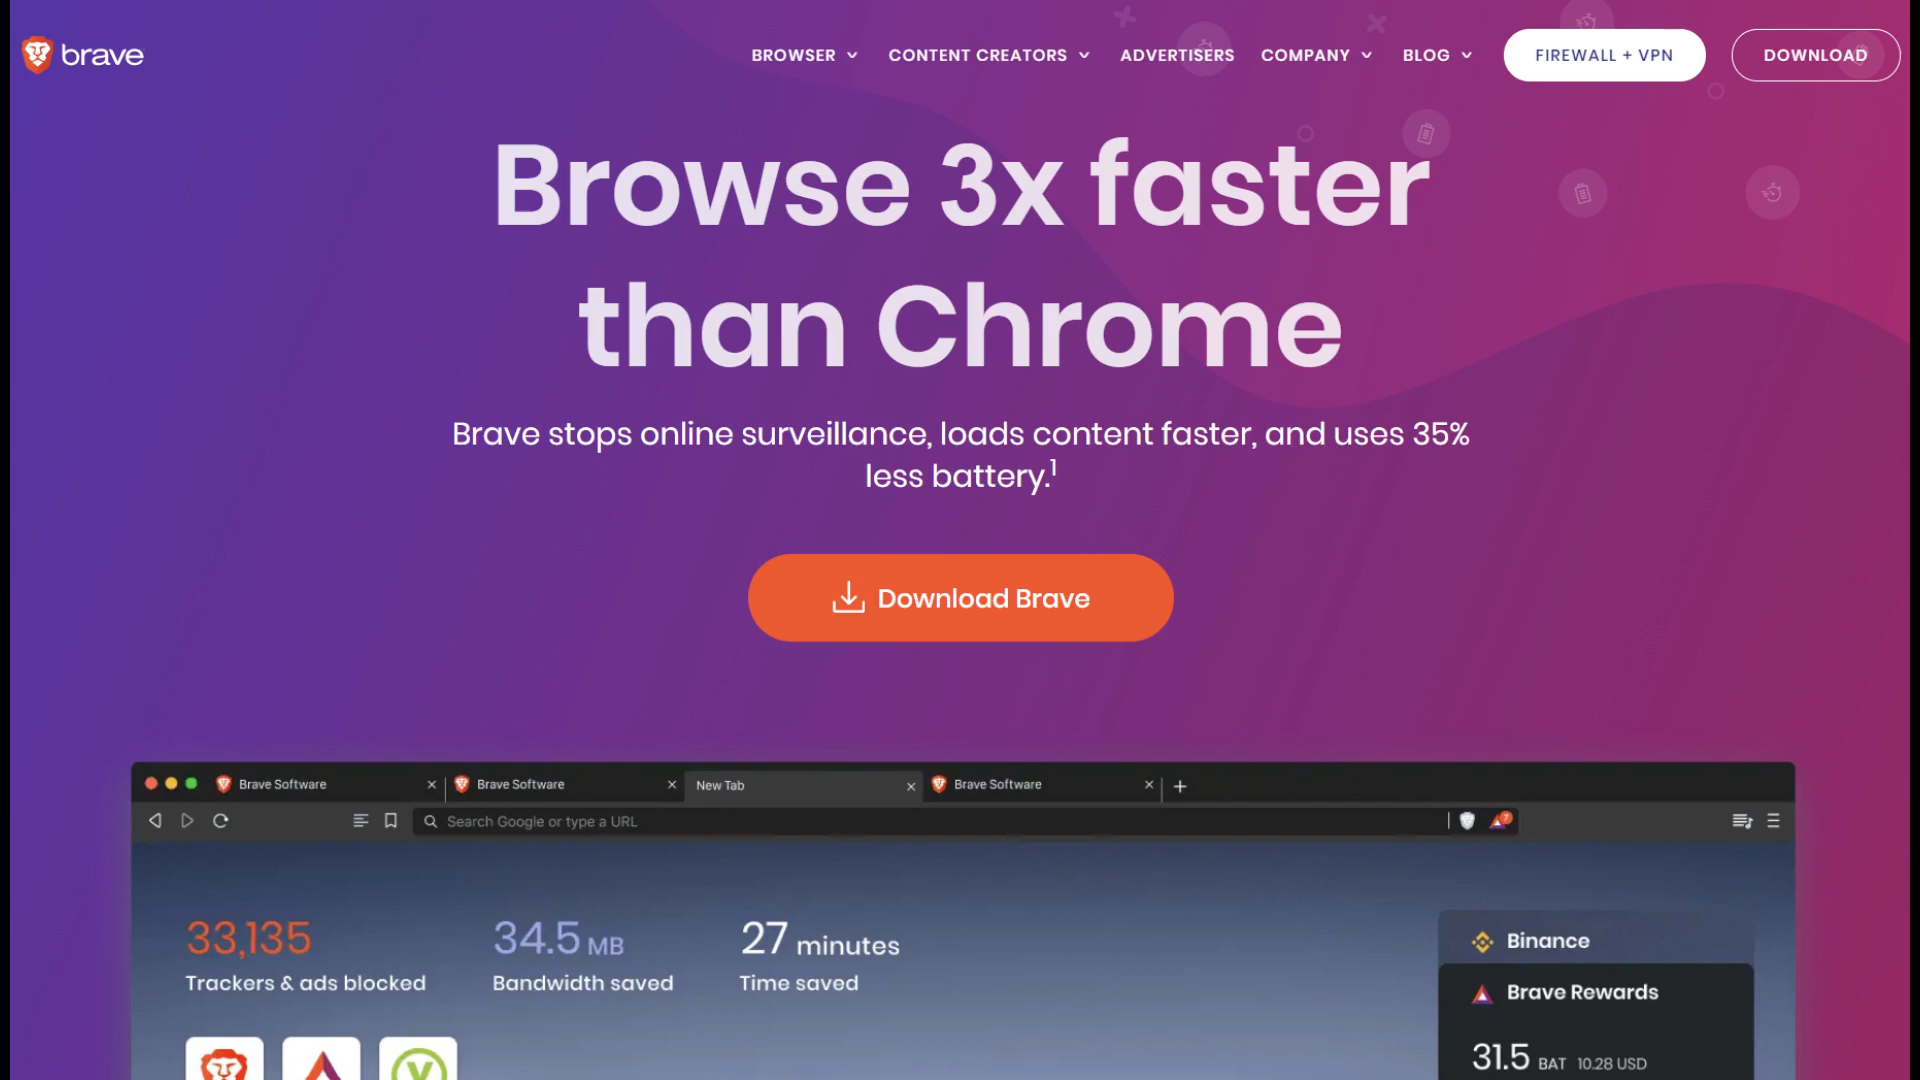 brave
BROWSER CONTENT CREATORS ADVERTISERS COMPANY BLOG FIREWALL + VPN DOWNLOAD
Browse 3x faster
than Chrome
Brave stops online surveillance, loads content faster, and uses 35%
less battery.¹
Download Brave
Brave Software Brave Software New Tab Brave Software
Search Google or type a URL 7
33,135 34.5 MB 27 minutes
Trackers & ads blocked Bandwidth saved Time saved
Binance
Brave Rewards
31.5 BAT 10.28 USD